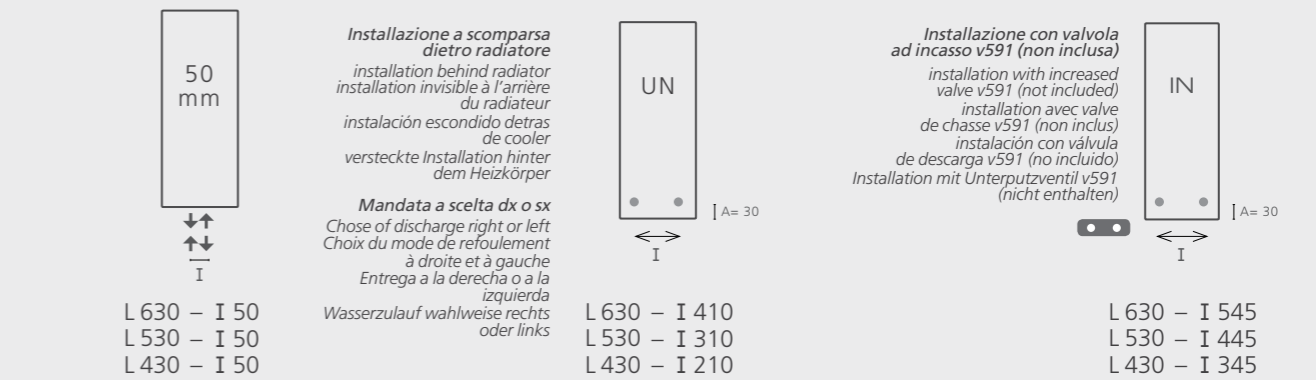 50
mm
I
L 630 – I 50
L 530 – I 50
L 430 – I 50
Installazione a scomparsa
dietro radiatore
installation behind radiator
installation invisible à l'arrière
du radiateur
instalación escondido detras
de cooler
versteckte Installation hinter
dem Heizkörper
Mandata a scelta dx o sx
Chose of discharge right or left
Choix du mode de refoulement
à droite et à gauche
Entrega a la derecha o a la
izquierda
Wasserzulauf wahlweise rechts
oder links
UN
A= 30
I
L 630 – I 410
L 530 – I 310
L 430 – I 210
Installazione con valvola
ad incasso v591 (non inclusa)
installation with increased
valve v591 (not included)
installation avec valve
de chasse v591 (non inclus)
instalación con válvula
de descarga v591 (no incluido)
Installation mit Unterputzventil v591
(nicht enthalten)
IN
A= 30
I
L 630 – I 545
L 530 – I 445
L 430 – I 345